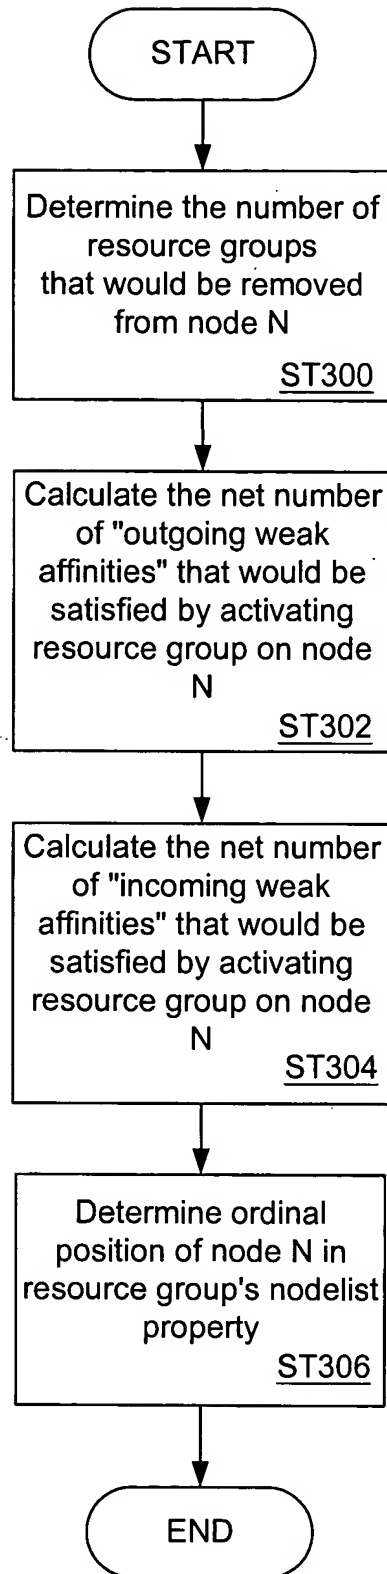 START
Determine the number of
resource groups
that would be removed
from node N
ST300
Calculate the net number
of "outgoing weak
affinities" that would be
satisfied by activating
resource group on node
N
ST302
Calculate the net number
of "incoming weak
affinities" that would be
satisfied by activating
resource group on node
N
ST304
Determine ordinal
position of node N in
resource group's nodelist
property
ST306
END